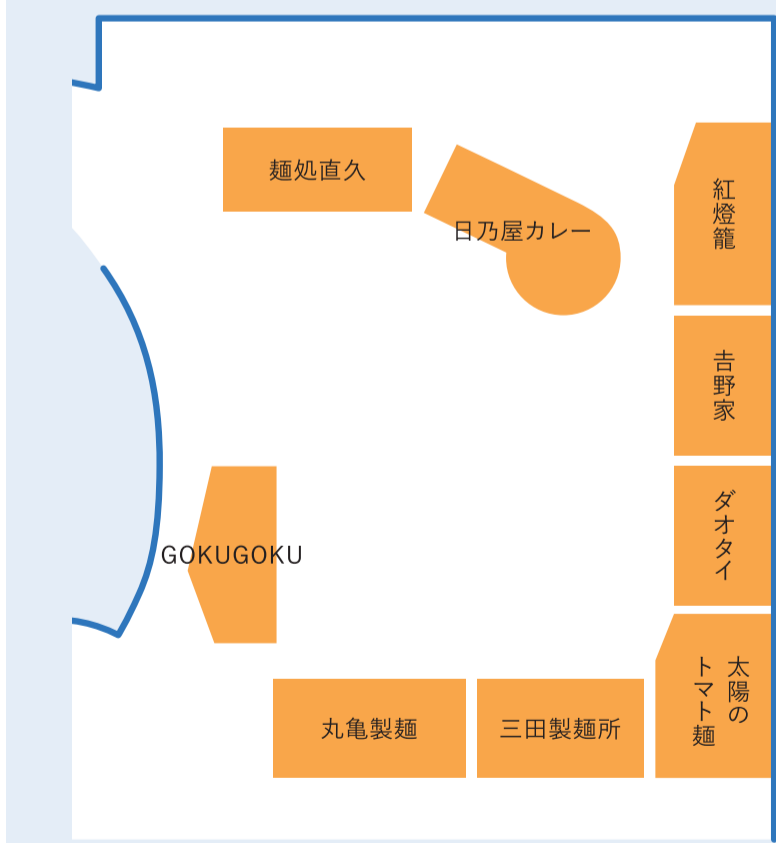 麺処直久
日乃屋カレー
紅燈籠
𠮷野家
ダオタイ
GOKUGOKU
太陽の
トマト麺
丸亀製麺
三田製麺所